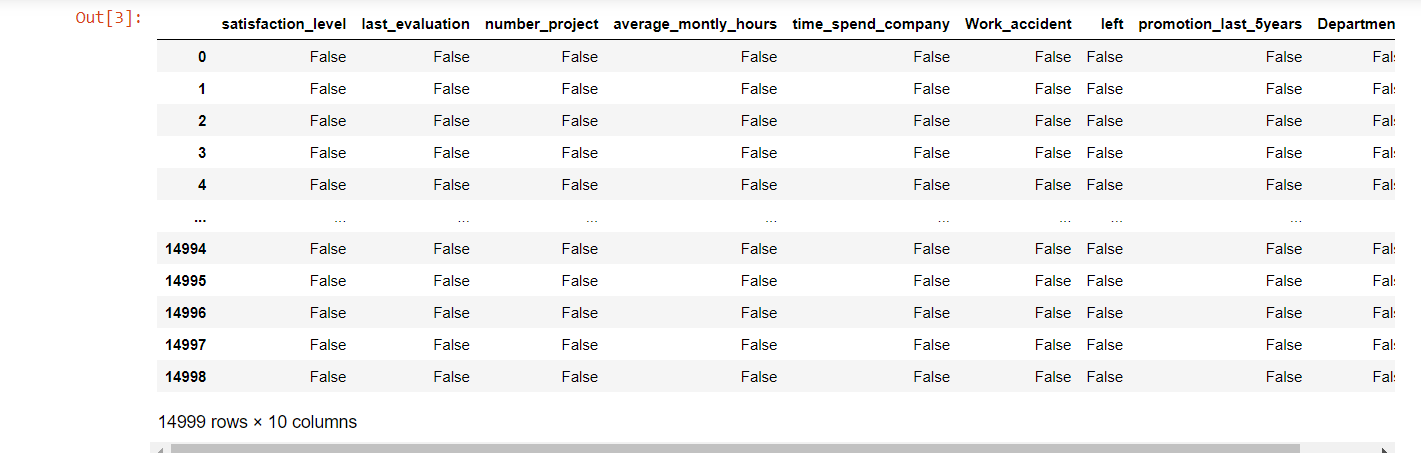 Out[3]:
satisfaction_level last_evaluation number_project average_montly_hours time_spend_company Work_accident left promotion_last_5years Departmen
0 False False False False False False False False Fal
1 False False False False False False False False Fal
2 False False False False False False False False Fal
3 False False False False False False False False Fal
4 False False False False False False False False Fal
... ... ... ... ... ... ... ... ...
14994 False False False False False False False False Fal
14995 False False False False False False False False Fal
14996 False False False False False False False False Fal
14997 False False False False False False False False Fal
14998 False False False False False False False False Fal
14999 rows × 10 columns